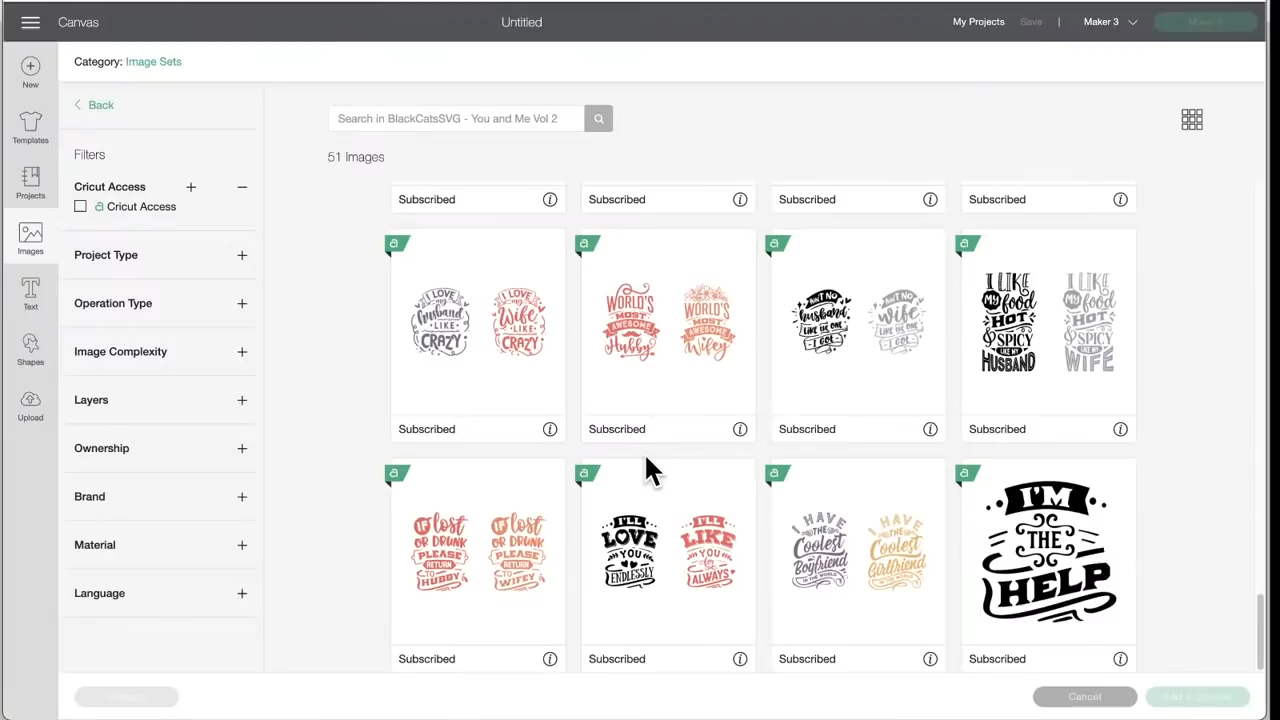 Canvas
Untitled
My Projects Save | Maker 3
New
Templates
Projects
Images
Text
Shapes
Upload
Category: Image Sets
Back
Filters
Cricut Access
Cricut Access
Project Type
Operation Type
Image Complexity
Layers
Ownership
Brand
Material
Language
Search in BlackCatsSVG - You and Me Vol 2
51 Images
Subscribed
Subscribed
Subscribed
Subscribed
I LOVE
my
husband
LIKE
CRAZY
I LOVE
my
Wife
LIKE
CRAZY
WORLD'S
MOST
AWESOME
Hubby
WORLD'S
MOST
AWESOME
Wifey
AIN'T NO
husband
LIKE THE ONE
I GOT
AIN'T NO
wife
LIKE THE ONE
I GOT
I LIKE
MY food
HOT
& SPICY
LIKE MY
HUSBAND
I LIKE
MY food
HOT
& SPICY
LIKE MY
WIFE
Subscribed
Subscribed
Subscribed
Subscribed
IF lost
OR DRUNK
PLEASE
RETURN
TO
HUBBY
IF lost
OR DRUNK
PLEASE
RETURN
TO
WIFEY
I'LL
LOVE
YOU
ENDLESSLY
I'LL
LIKE
YOU
ALWAYS
I HAVE
THE
Coolest
Boyfriend
IN THE WORLD
I HAVE
THE
Coolest
Girlfriend
IN THE WORLD
I'M
THE
HELP
Subscribed
Subscribed
Subscribed
Subscribed
Cancel